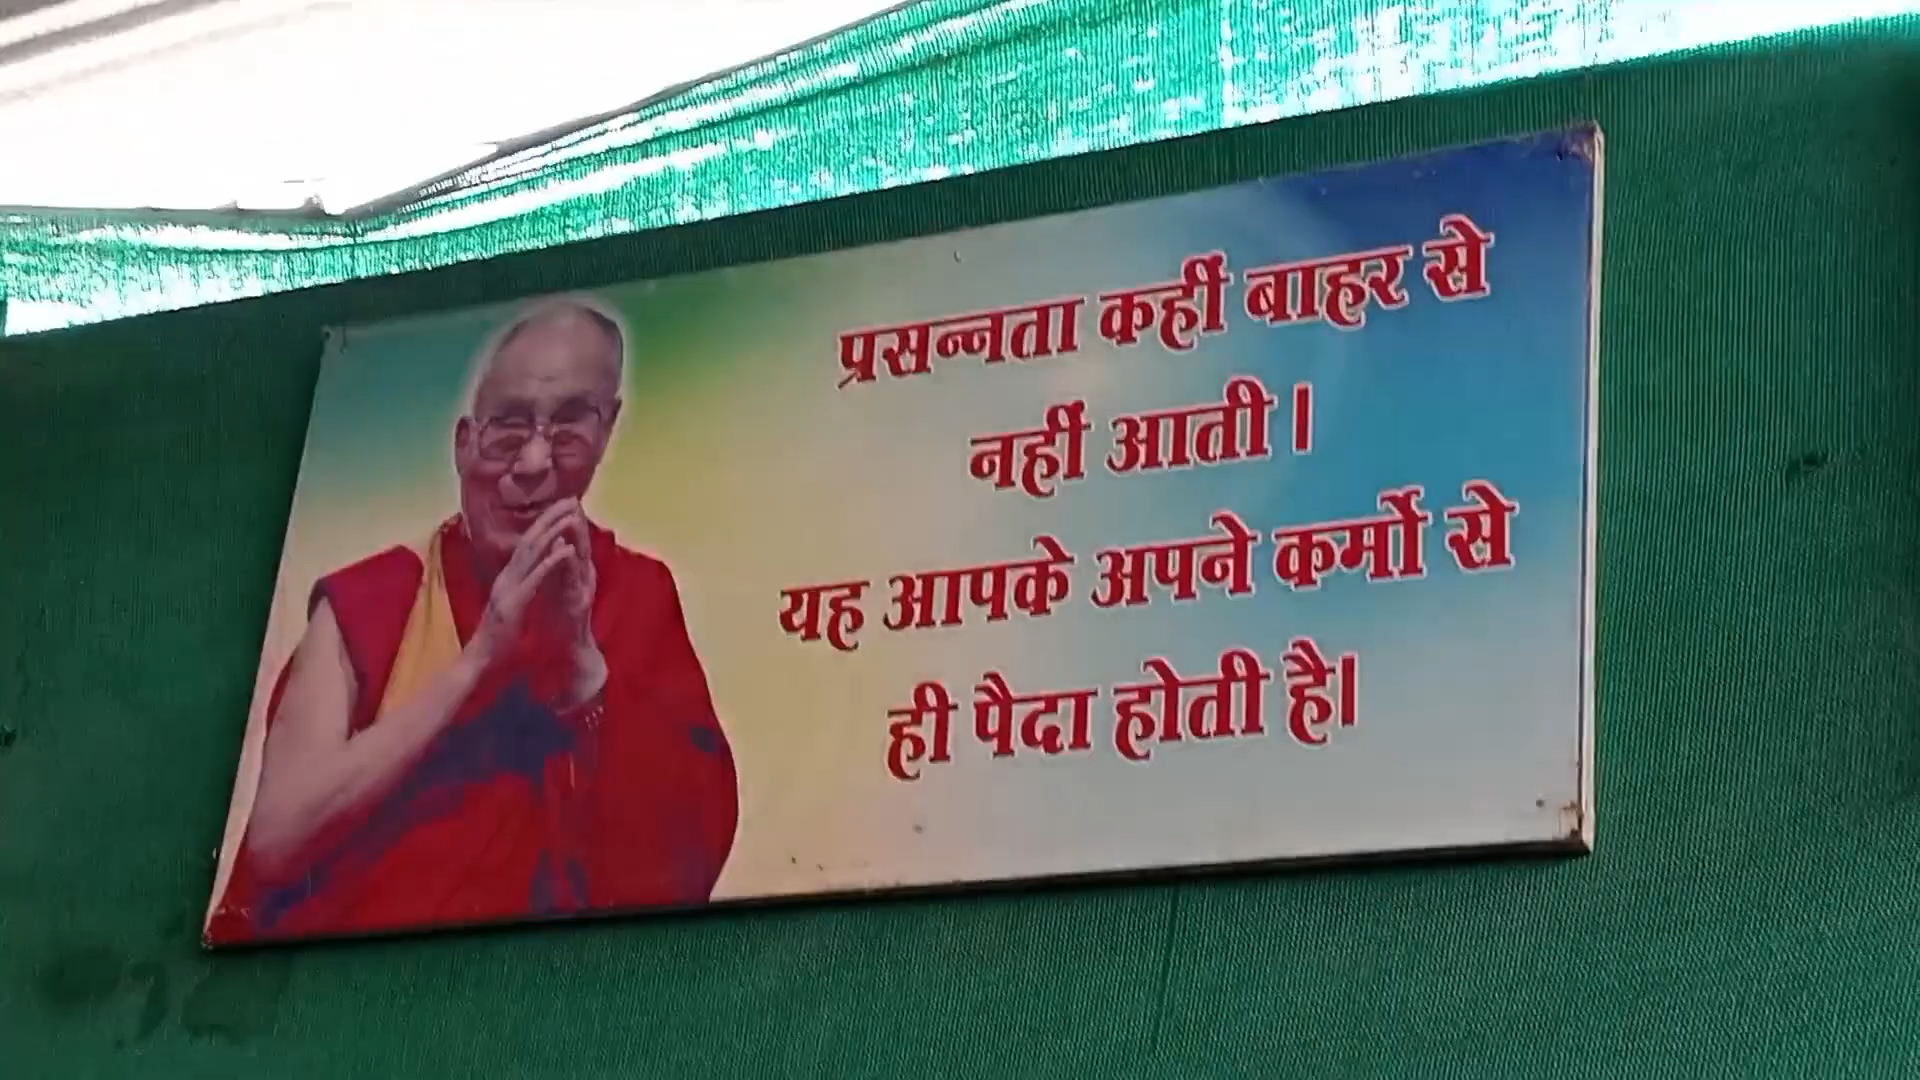 प्रसन्नता कहीं बाहर से
नहीं आती।
यह आपके अपने कर्मो से
ही पैदा होती है।